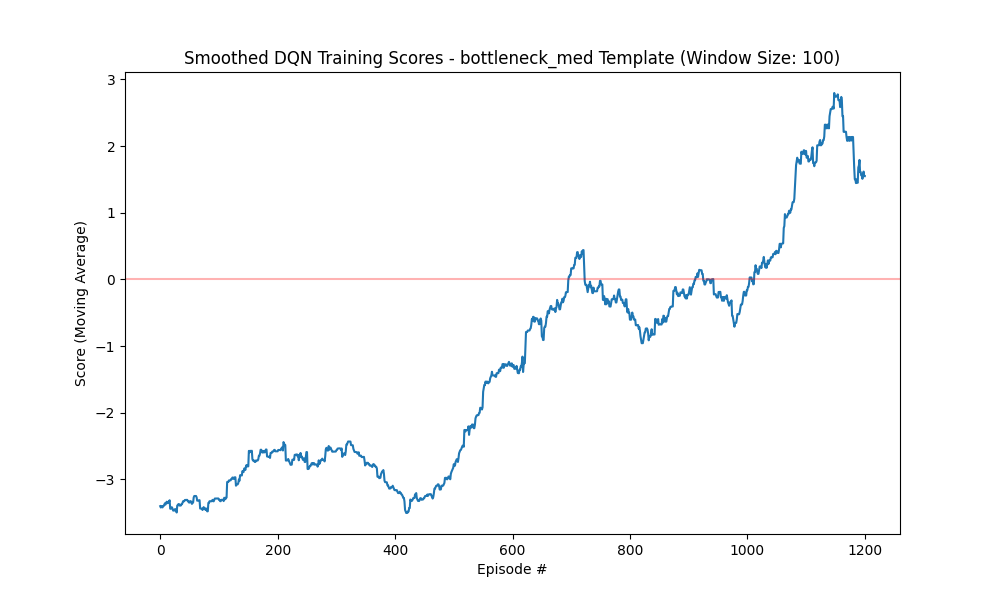 Smoothed DQN Training Scores - bottleneck_med Template (Window Size: 100)
Score (Moving Average)
3
2
1
0
−1
−2
−3
0 200 400 600 800 1000 1200
Episode #